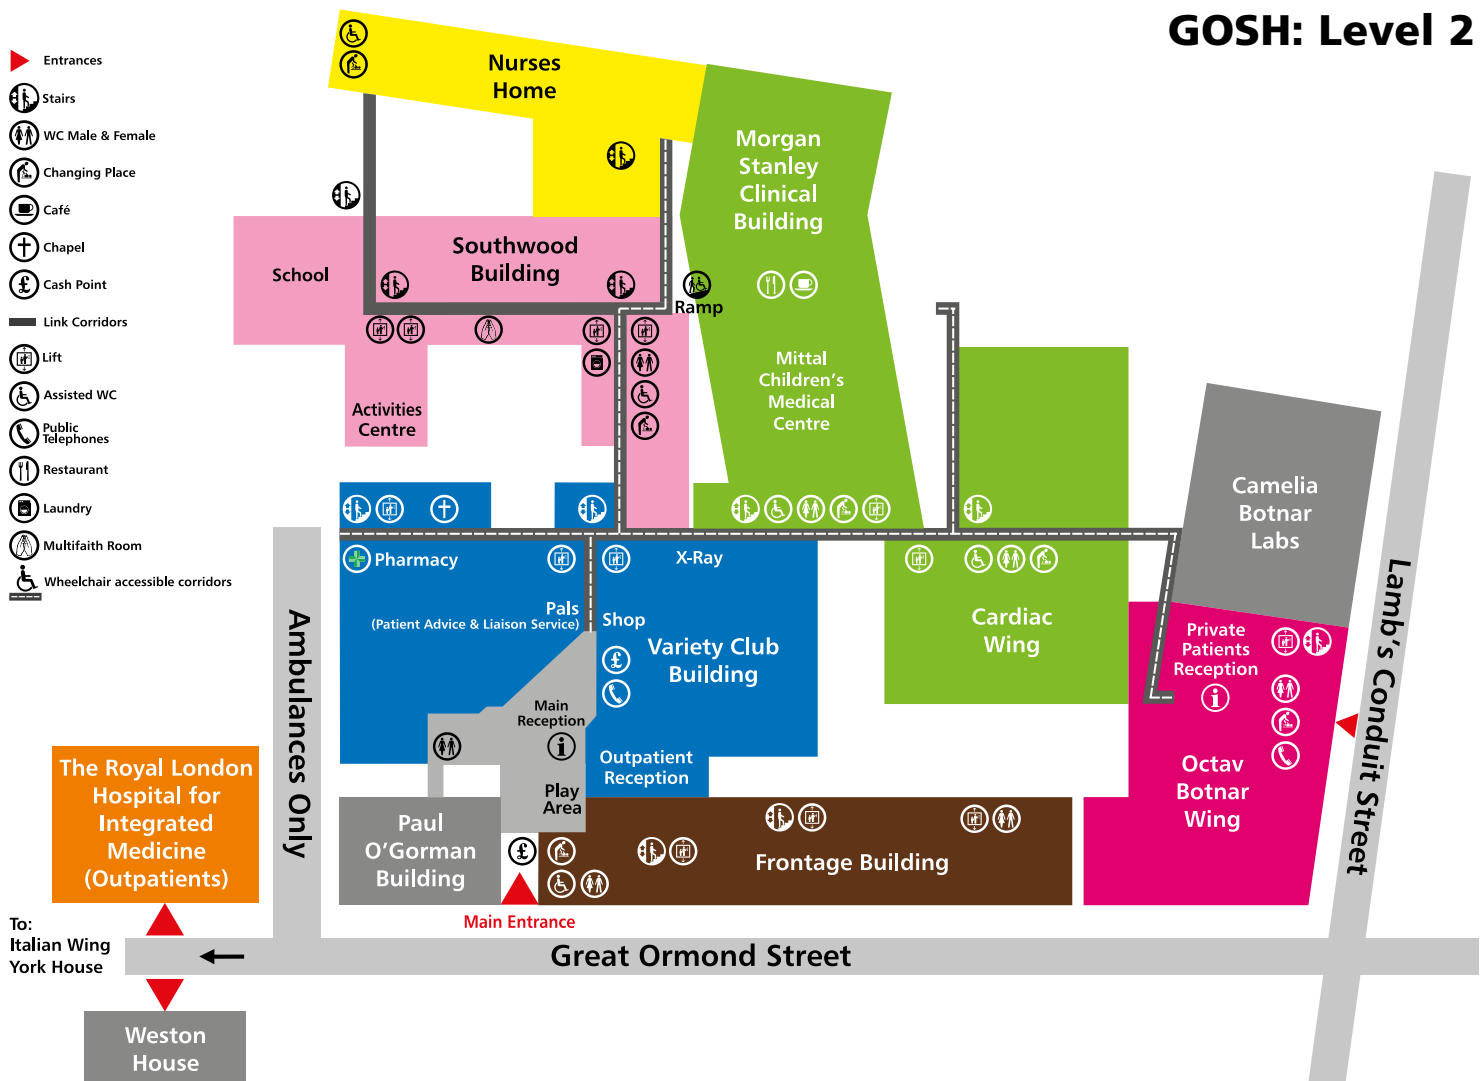 GOSH: Level 2
Entrances
Stairs
WC Male & Female
Changing Place
Café
Chapel
£
Cash Point
Link Corridors
Lift
Assisted WC
Public
Telephones
Restaurant
Laundry
Multifaith Room
Wheelchair accessible corridors
Nurses
Home
Morgan
Stanley
Clinical
Building
Southwood
Building
School
Ramp
Mittal
Children's
Medical
Centre
Activities
Centre
Camelia
Botnar
Labs
Pharmacy
X-Ray
Pals
(Patient Advice & Liaison Service)
Shop
£
Variety Club
Building
Cardiac
Wing
Private
Patients
Reception
i
Main
Reception
i
Outpatient
Reception
Play
Area
Octav
Botnar
Wing
Lamb's Conduit Street
Ambulances Only
The Royal London
Hospital for
Integrated
Medicine
(Outpatients)
Paul
O'Gorman
Building
£
Frontage Building
Main Entrance
To:
Italian Wing
York House
Great Ormond Street
Weston
House